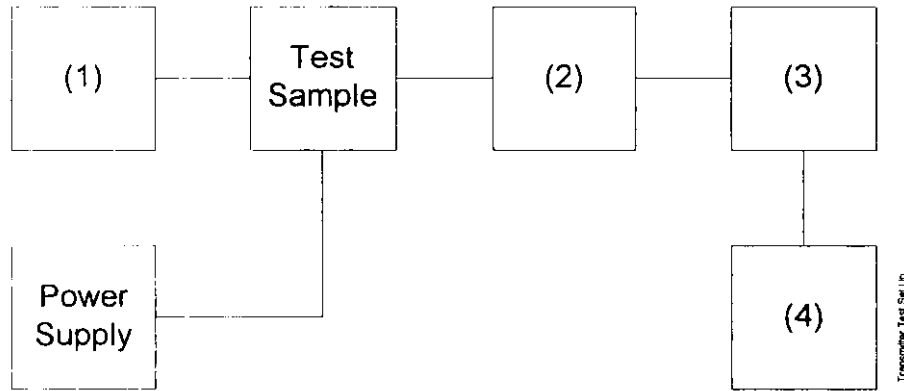 (1)
Test
Sample
(2)
(3)
Power
Supply
(4)
Transmitter Test Set Up